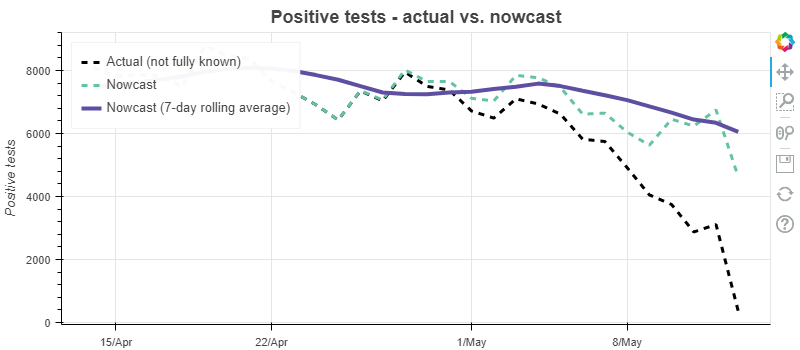 Positive tests - actual vs. nowcast
Actual (not fully known)
Nowcast
Nowcast (7-day rolling average)
Positive tests
8000
6000
4000
2000
0
15/Apr
22/Apr
1/May
8/May